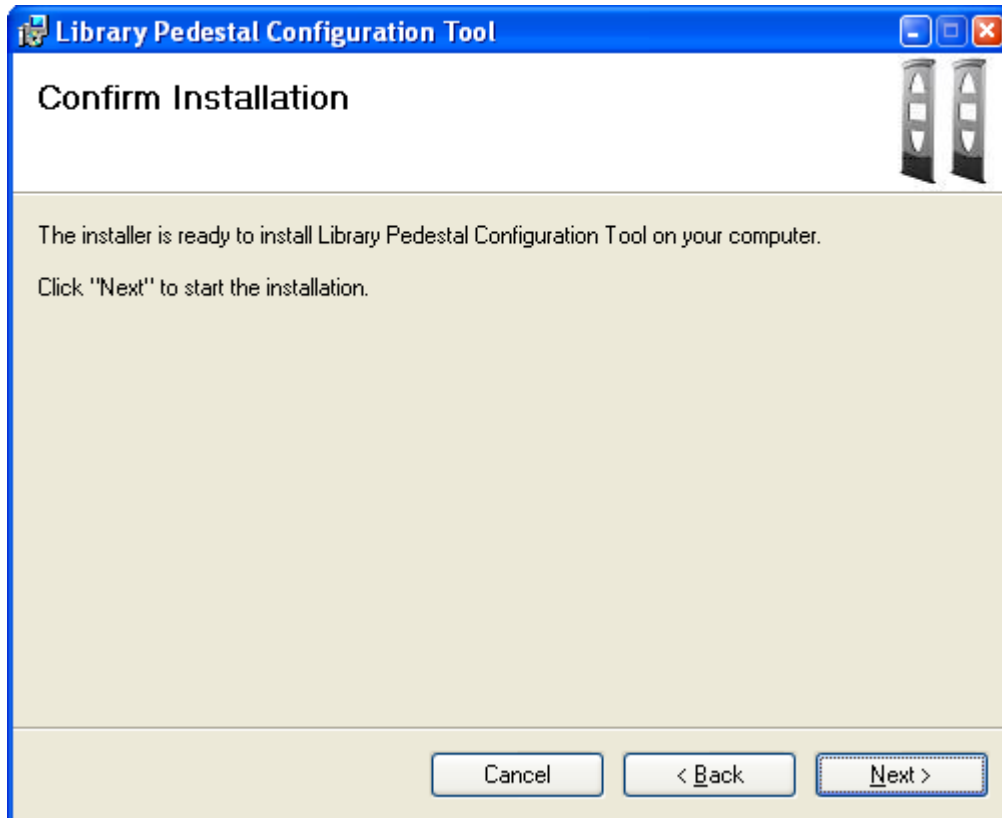 Library Pedestal Configuration Tool
Confirm Installation
The installer is ready to install Library Pedestal Configuration Tool on your computer.
Click "Next" to start the installation.
Cancel
< Back
Next >